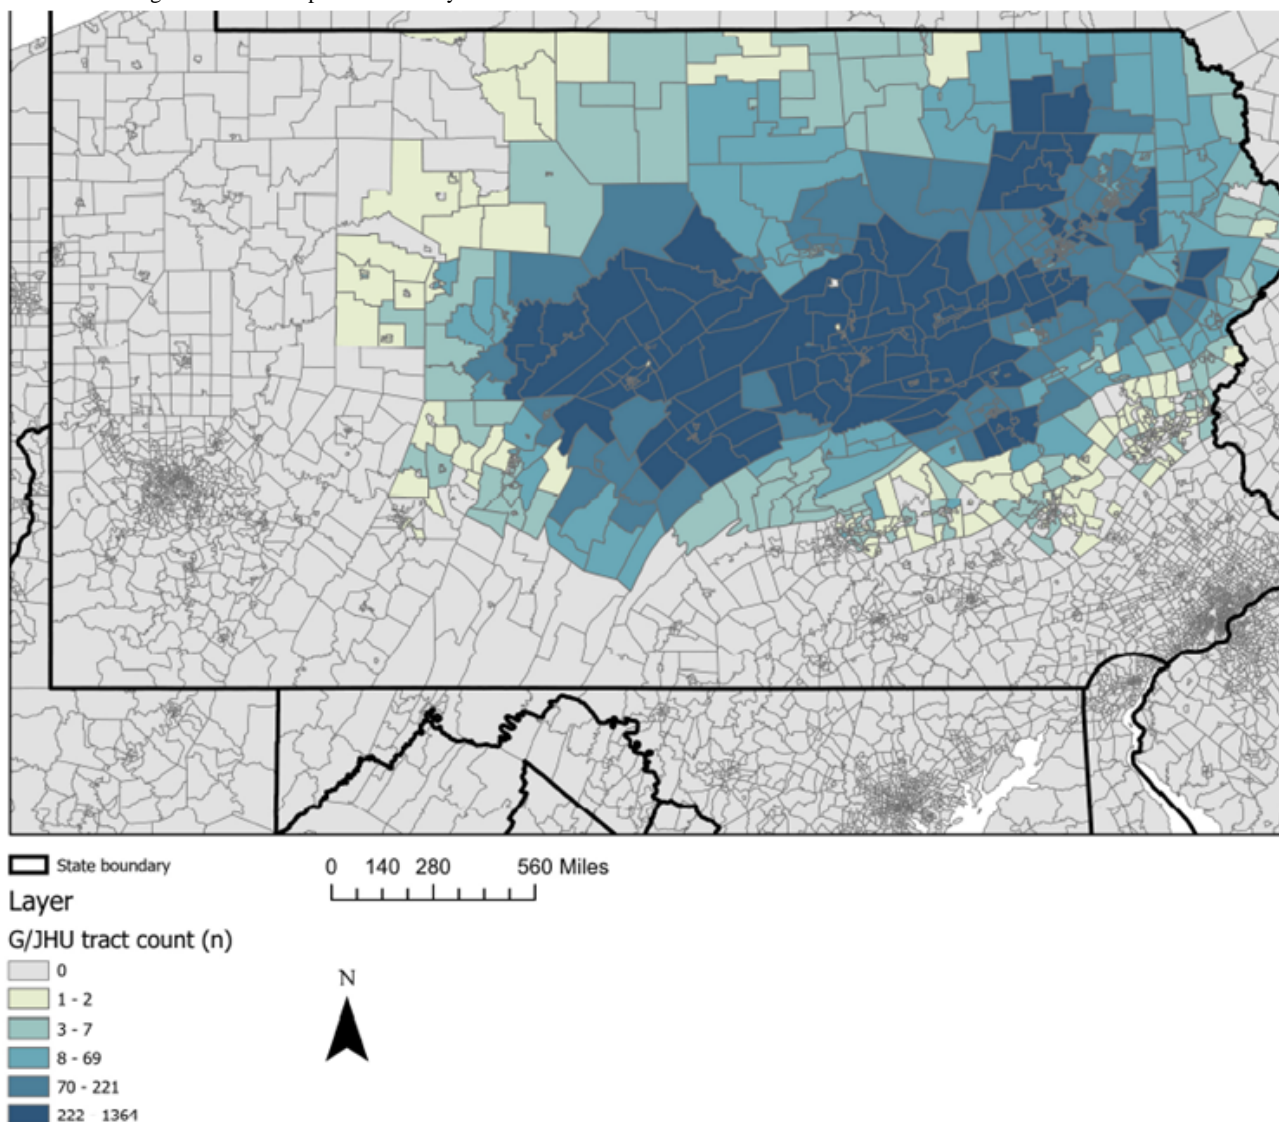 State boundary
0 140 280 560 Miles
Layer
G/JHU tract count (n)
0
1 - 2
3 - 7
8 - 69
70 - 221
222 1364
N